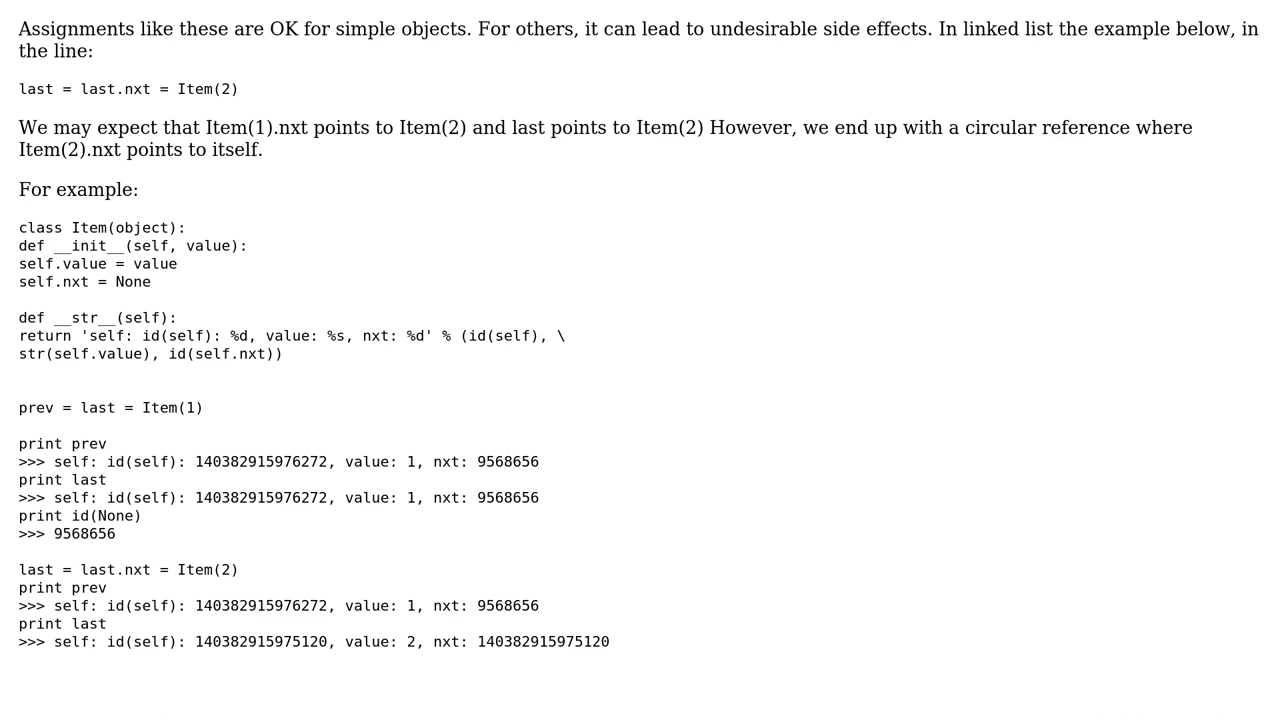 Assignments like these are OK for simple objects. For others, it can lead to undesirable side effects. In linked list the example below, in
the line:
last = last.nxt = Item(2)
We may expect that Item(1).nxt points to Item(2) and last points to Item(2) However, we end up with a circular reference where
Item(2).nxt points to itself.
For example:
class Item(object):
def __init__(self, value):
self.value = value
self.nxt = None
def __str__(self):
return 'self: id(self): %d, value: %s, nxt: %d' % (id(self), \
str(self.value), id(self.nxt))
prev = last = Item(1)
print prev
>>> self: id(self): 140382915976272, value: 1, nxt: 9568656
print last
>>> self: id(self): 140382915976272, value: 1, nxt: 9568656
print id(None)
>>> 9568656
last = last.nxt = Item(2)
print prev
>>> self: id(self): 140382915976272, value: 1, nxt: 9568656
print last
>>> self: id(self): 140382915975120, value: 2, nxt: 140382915975120